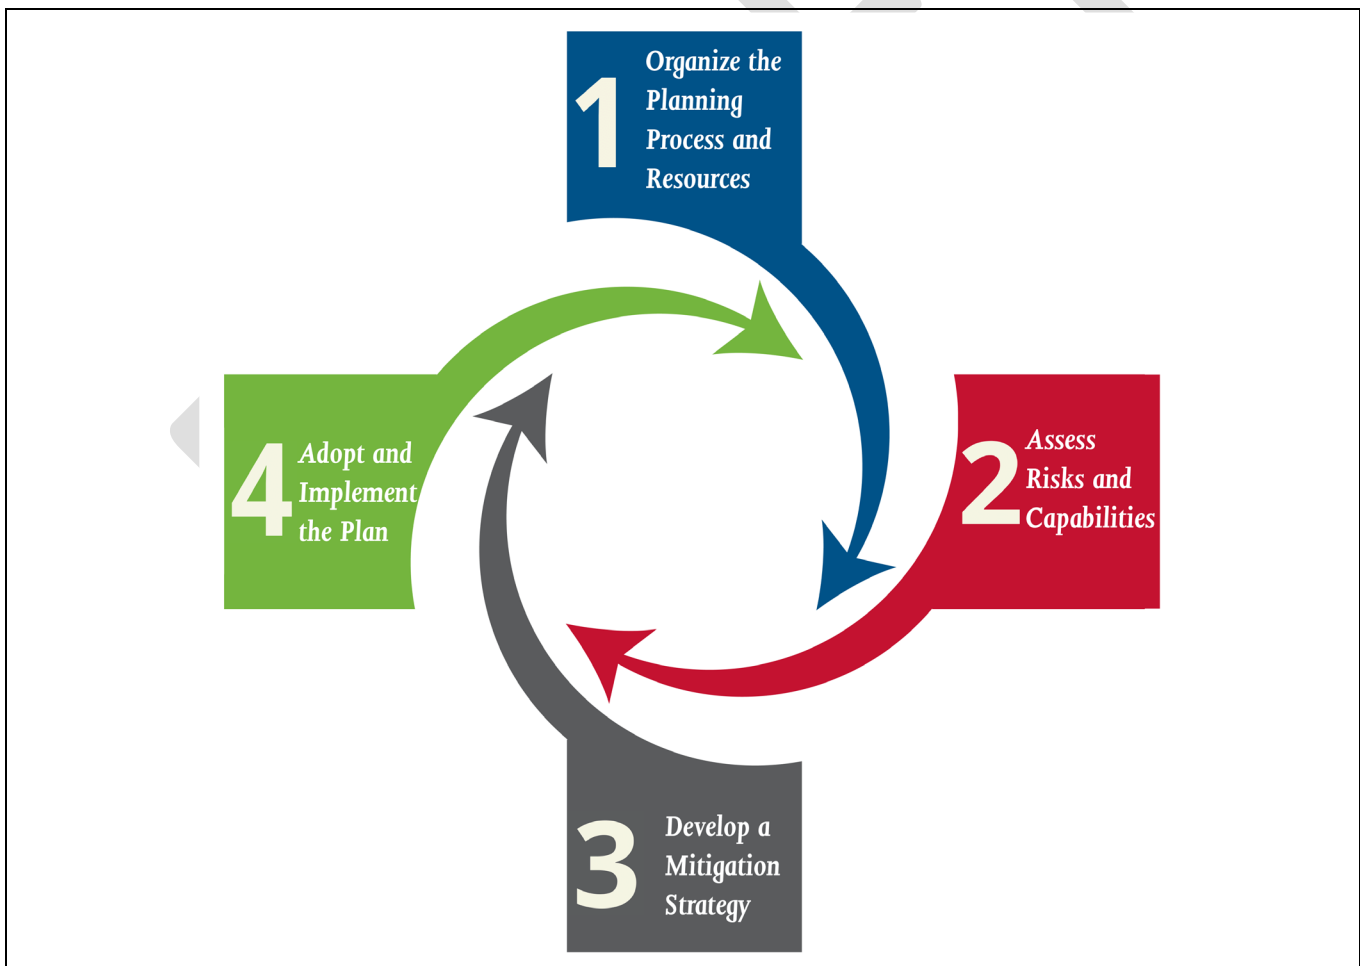 1
Organize the
Planning
Process and
Resources
2
Assess
Risks and
Capabilities
3
Develop a
Mitigation
Strategy
4
Adopt and
Implement
the Plan